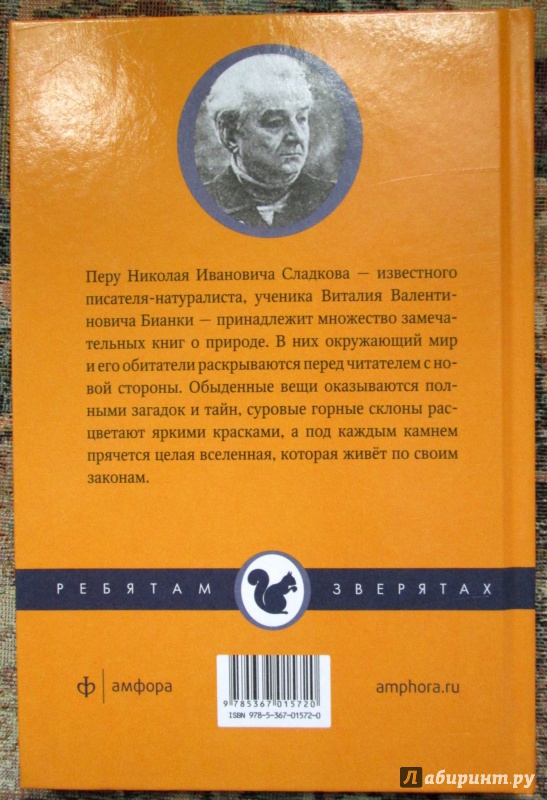 Перу Николая Ивановича Сладкова — известного
писателя-натуралиста, ученика Виталия Валенти-
новича Бианки — принадлежит множество замеча-
тельных книг о природе. В них окружающий мир
и его обитатели раскрываются перед читателем с но-
вой стороны. Обыденные вещи оказываются пол-
ными загадок и тайн, суровые горные склоны рас-
цветают яркими красками, а под каждым камнем
прячется целая вселенная, которая живёт по своим
законам.
РЕБЯТАМ ЗВЕРЯТАХ
ф амфора
amphora.ru
9 785367 015720
ISBN 978-5-367-01572-0
Лабиринт.ру